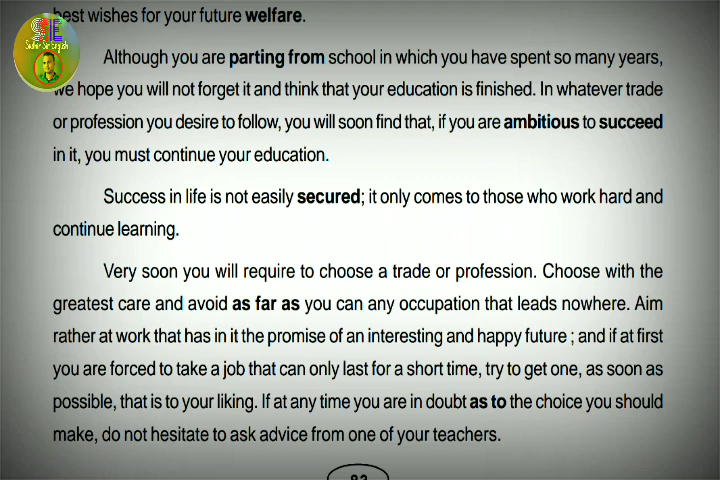 best wishes for your future welfare.
Although you are parting from school in which you have spent so many years,
we hope you will not forget it and think that your education is finished. In whatever trade
or profession you desire to follow, you will soon find that, if you are ambitious to succeed
in it, you must continue your education.
Success in life is not easily secured; it only comes to those who work hard and
continue learning.
Very soon you will require to choose a trade or profession. Choose with the
greatest care and avoid as far as you can any occupation that leads nowhere. Aim
rather at work that has in it the promise of an interesting and happy future ; and if at first
you are forced to take a job that can only last for a short time, try to get one, as soon as
possible, that is to your liking. If at any time you are in doubt as to the choice you should
make, do not hesitate to ask advice from one of your teachers.
Sudhir Sir English